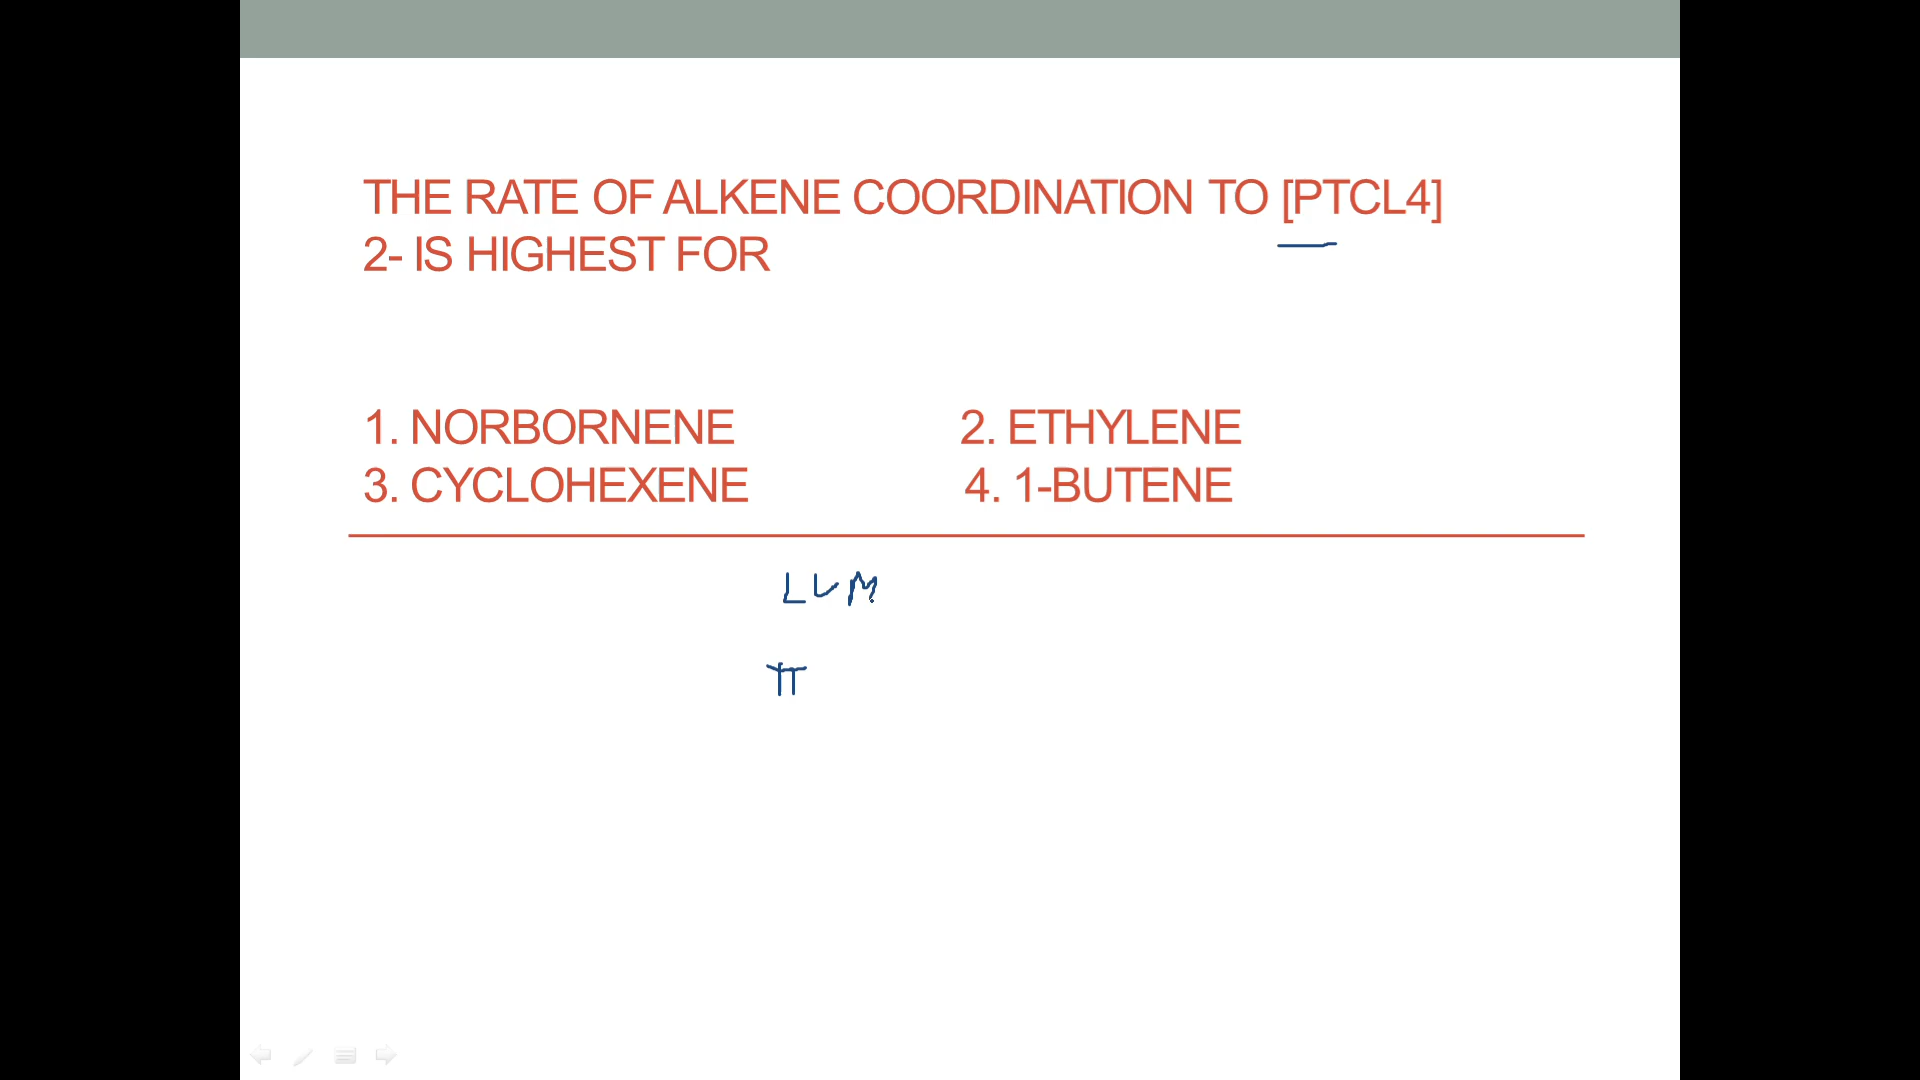 THE RATE OF ALKENE COORDINATION TO [PTCL4]
2- IS HIGHEST FOR
1. NORBORNENE 2. ETHYLENE
3. CYCLOHEXENE 4. 1-BUTENE
LVM
π